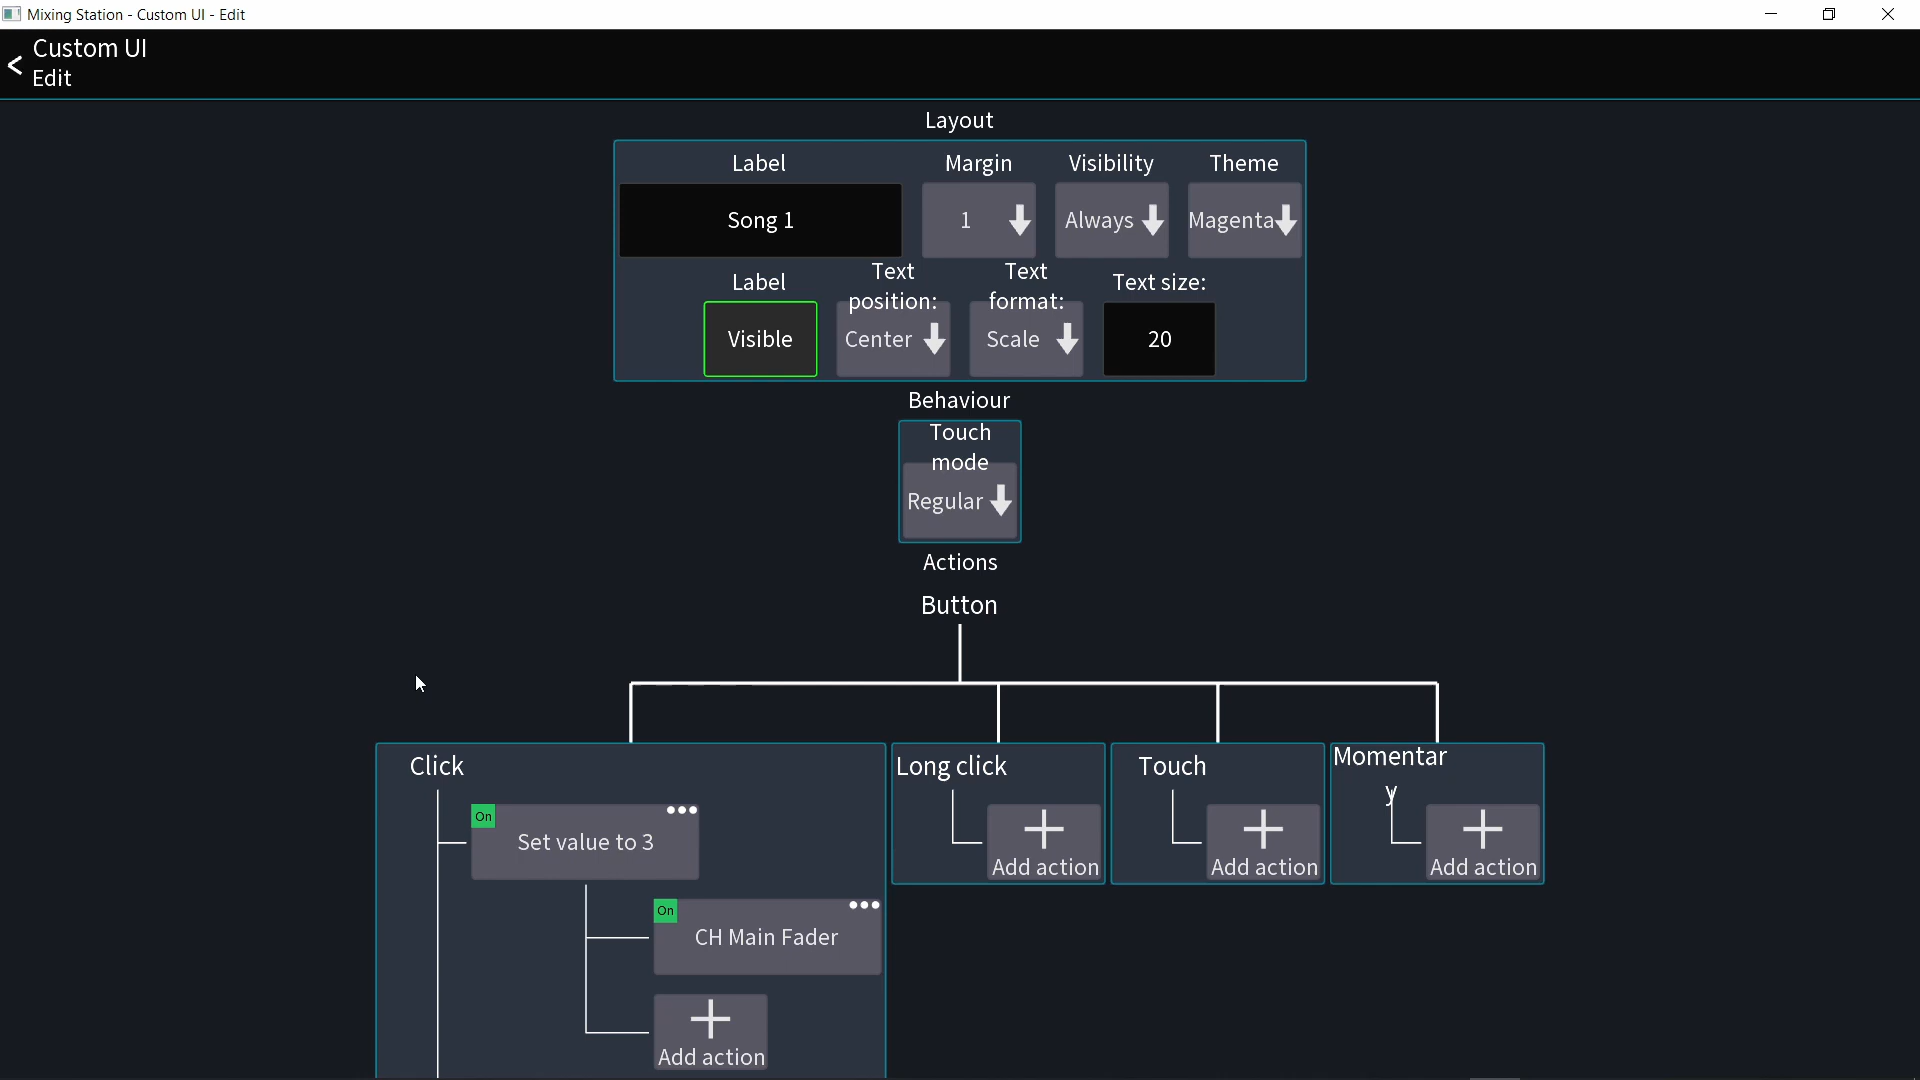 Mixing Station - Custom UI - Edit
Custom UI
Edit
Layout
Label Margin Visibility Theme
Song 1 1 Always Magenta
Label Text position: Text format: Text size:
Visible Center Scale 20
Behaviour
Touch
mode
Regular
Actions
Button
Click Long click Touch Momentar
y
On
Set value to 3
Add action Add action Add action
On
CH Main Fader
Add action